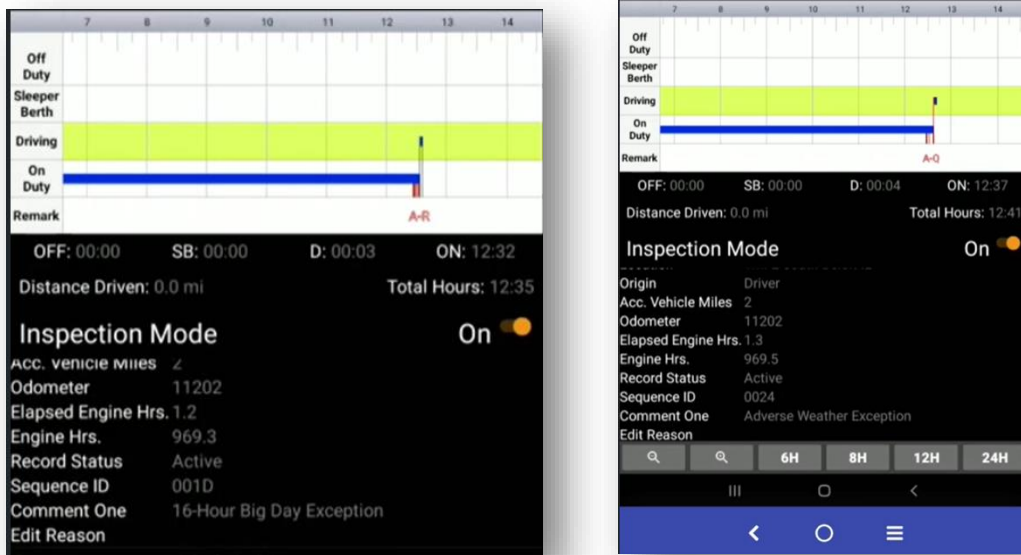 7 8 9 10 11 12 13 14
Off
Duty
Sleeper
Berth
Driving
On
Duty
Remark A-R
OFF: 00:00 SB: 00:00 D: 00:03 ON: 12:32
Distance Driven: 0.0 mi Total Hours: 12:35
Inspection Mode On
Acc. Vehicle Miles 2
Odometer 11202
Elapsed Engine Hrs. 1.2
Engine Hrs. 969.3
Record Status Active
Sequence ID 001D
Comment One 16-Hour Big Day Exception
Edit Reason
7 8 9 10 11 12 13 14
Off
Duty
Sleeper
Berth
Driving
On
Duty
Remark A-Q
OFF: 00:00 SB: 00:00 D: 00:04 ON: 12:37
Distance Driven: 0.0 mi Total Hours: 12:41
Inspection Mode On
Origin Driver
Acc. Vehicle Miles 2
Odometer 11202
Elapsed Engine Hrs. 1.3
Engine Hrs. 969.5
Record Status Active
Sequence ID 0024
Comment One Adverse Weather Exception
Edit Reason
6H 8H 12H 24H